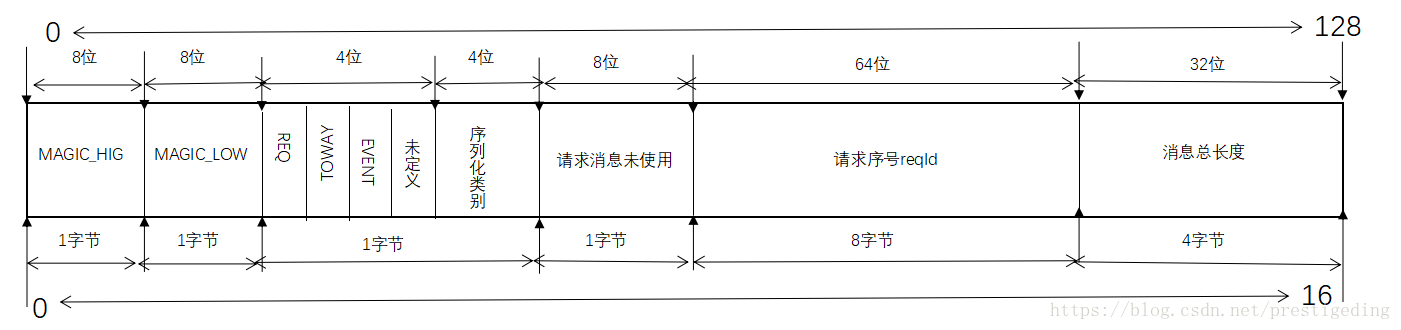 0
128
8位
8位
4位
4位
8位
64位
32位
MAGIC_HIG
MAGIC_LOW
REQ
TOWAY
EVENT
未定义
序列化类别
请求消息未使用
请求序号reqId
消息总长度
1字节
1字节
1字节
1字节
8字节
4字节
0
16
https://blog.csdn.net/prestigeding